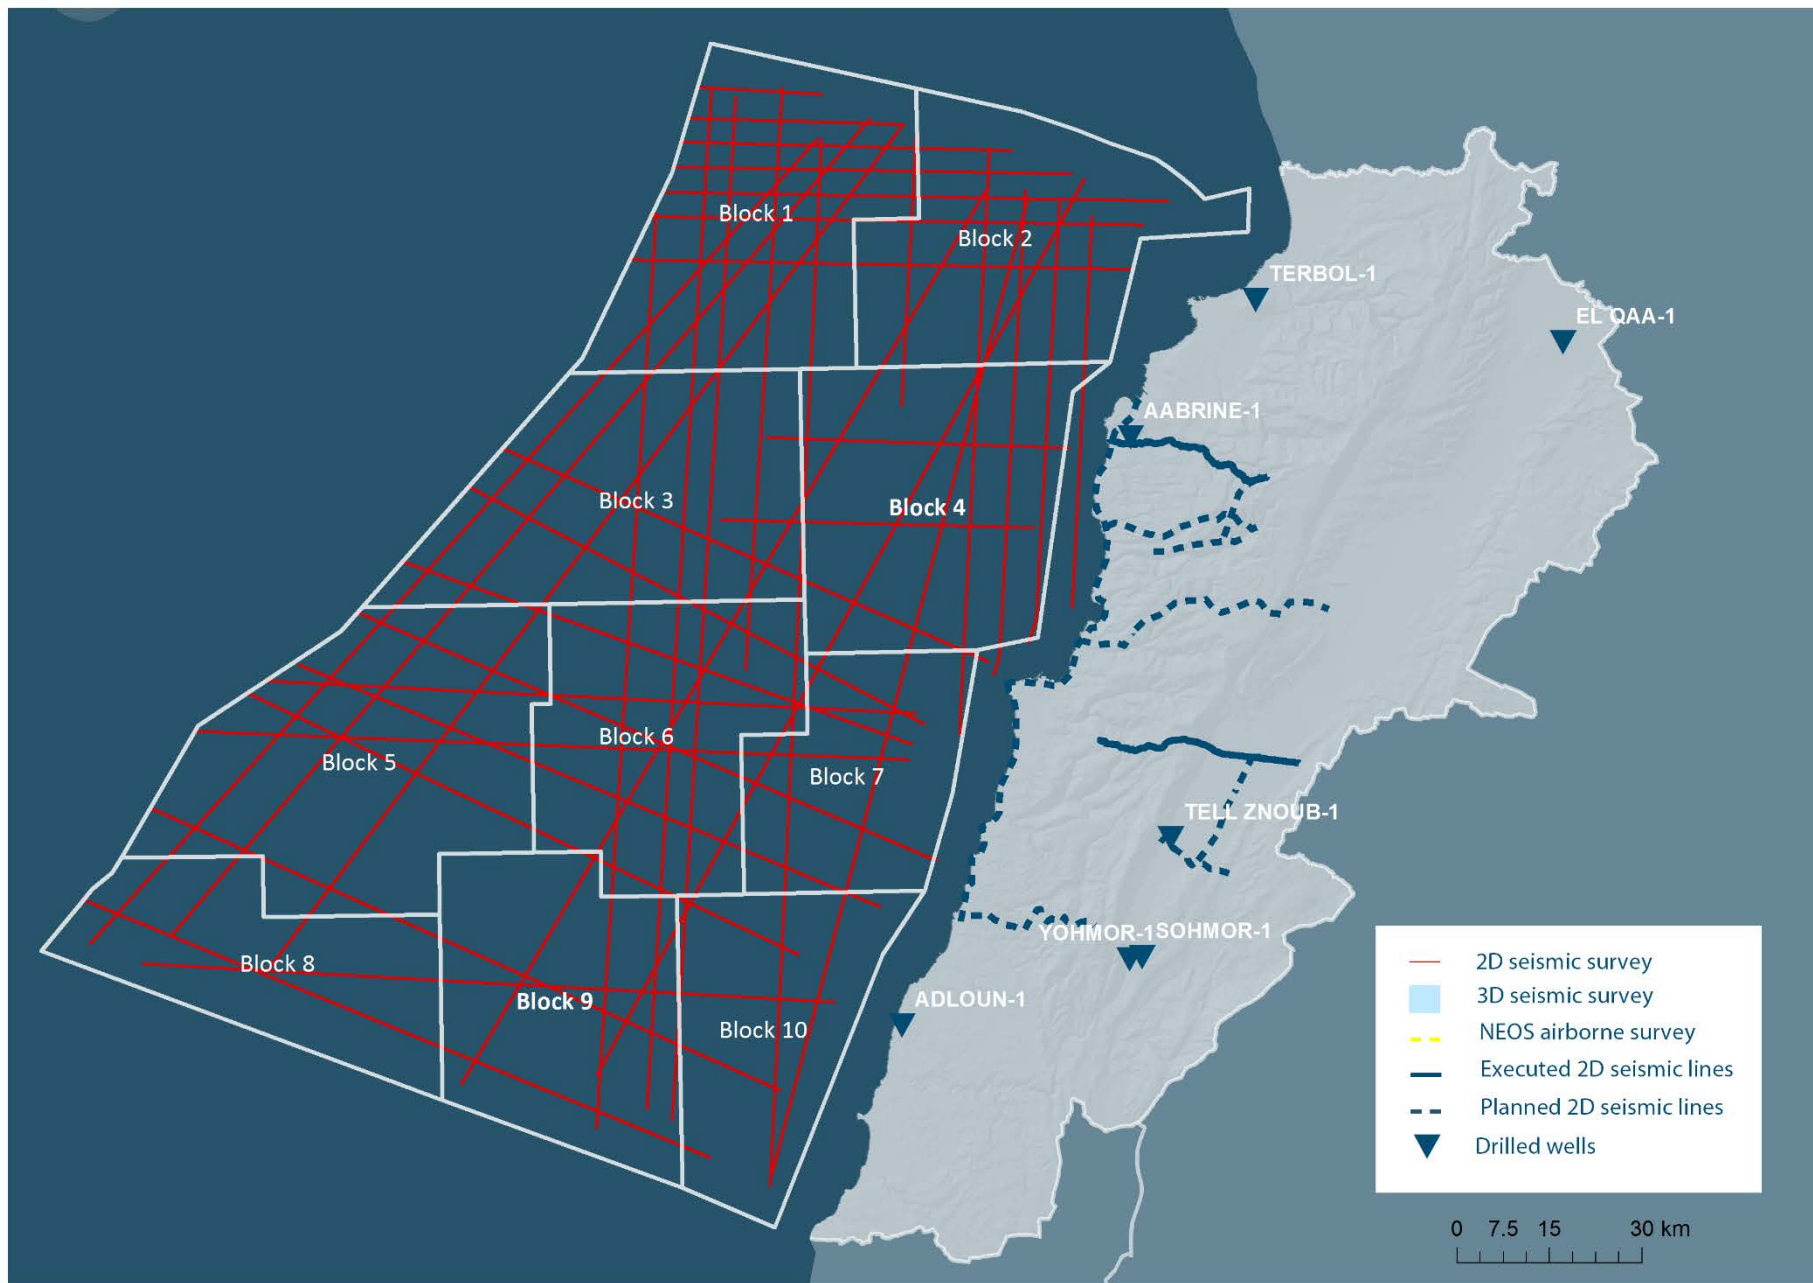 Block 1
Block 2
TERBOL-1
EL QAA-1
AABRINE-1
Block 3
Block 4
Block 6
Block 5
Block 7
TELL ZNOUB-1
YOHMOR-1
SOHMOR-1
Block 8
Block 9
ADLOUN-1
Block 10
2D seismic survey
3D seismic survey
NEOS airborne survey
Executed 2D seismic lines
Planned 2D seismic lines
Drilled wells
0 7.5 15 30 km